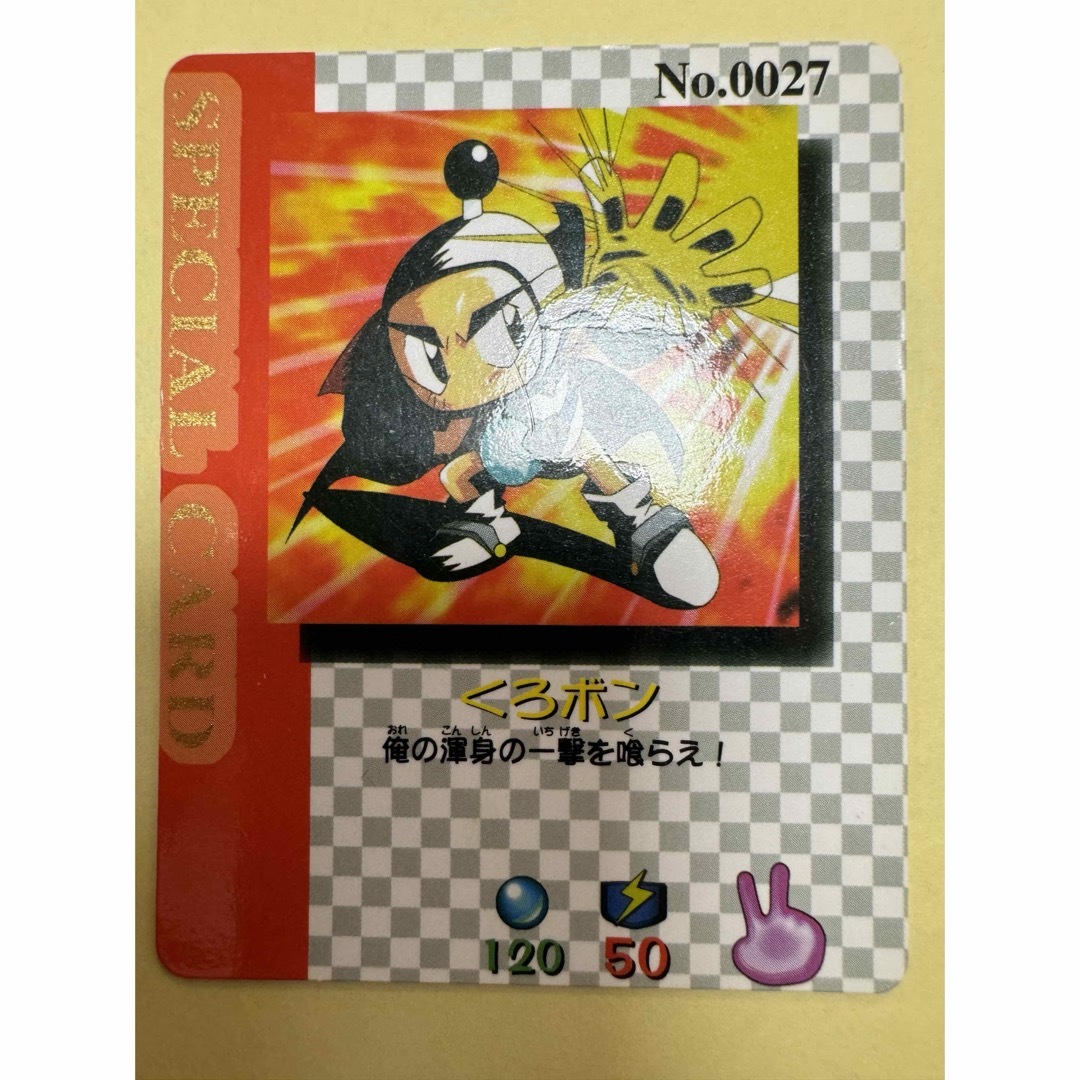 No.0027
SPECIAL CARD
くろボン
おれ こんしん いちげき く
俺の渾身の一撃を喰らえ！
120 50